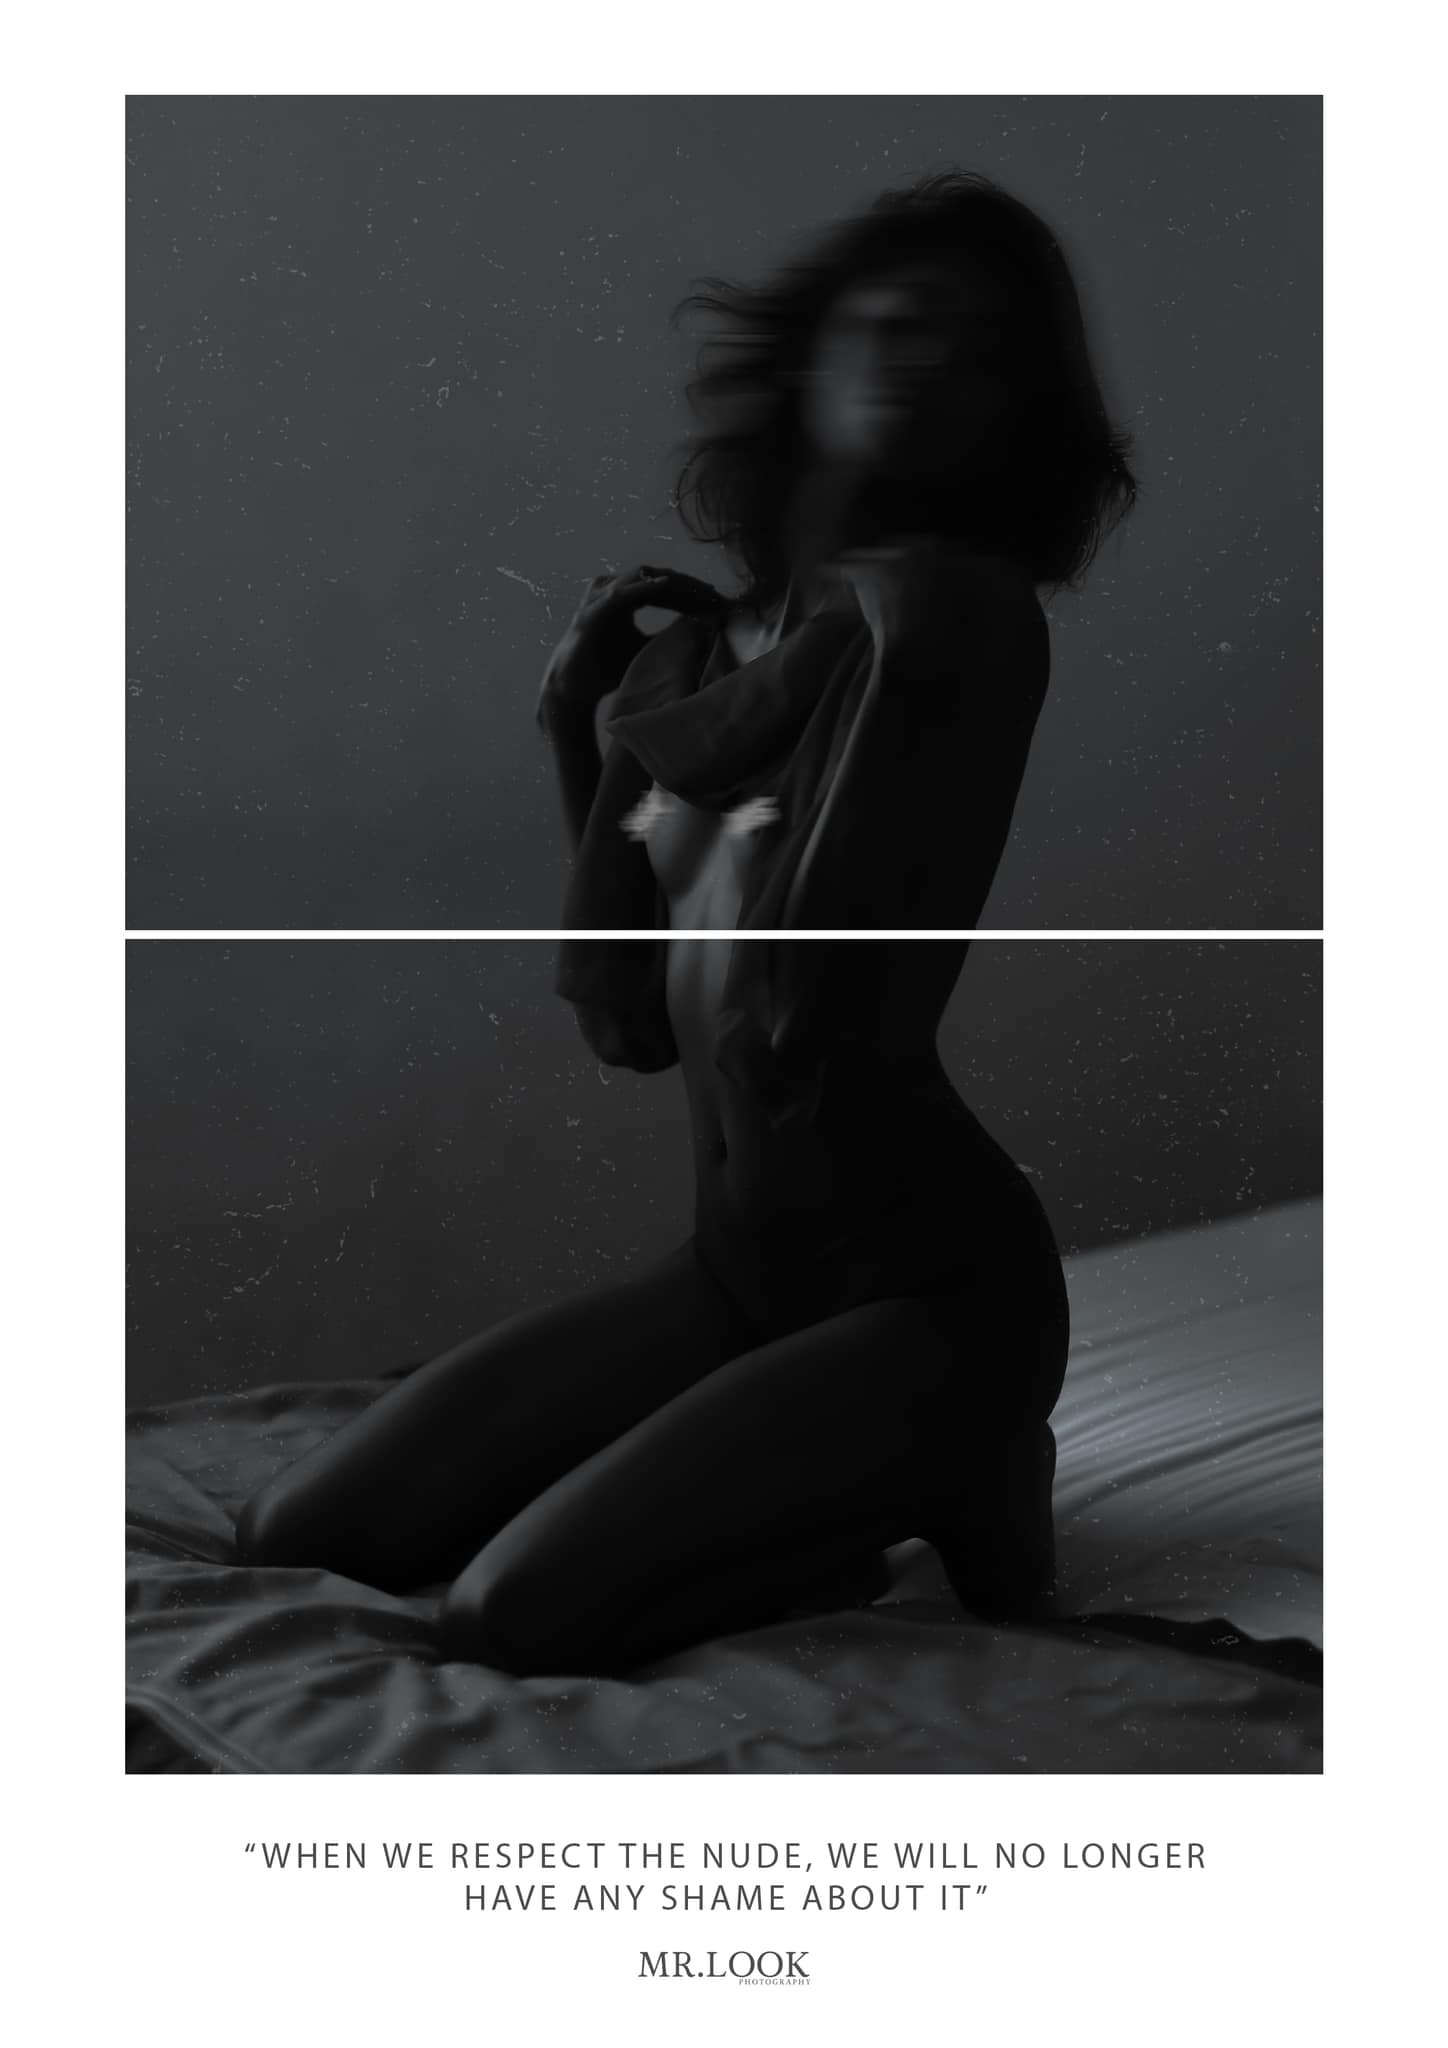 “WHEN WE RESPECT THE NUDE, WE WILL NO LONGER
HAVE ANY SHAME ABOUT IT”
MR.LOOK
PHOTOGRAPHY